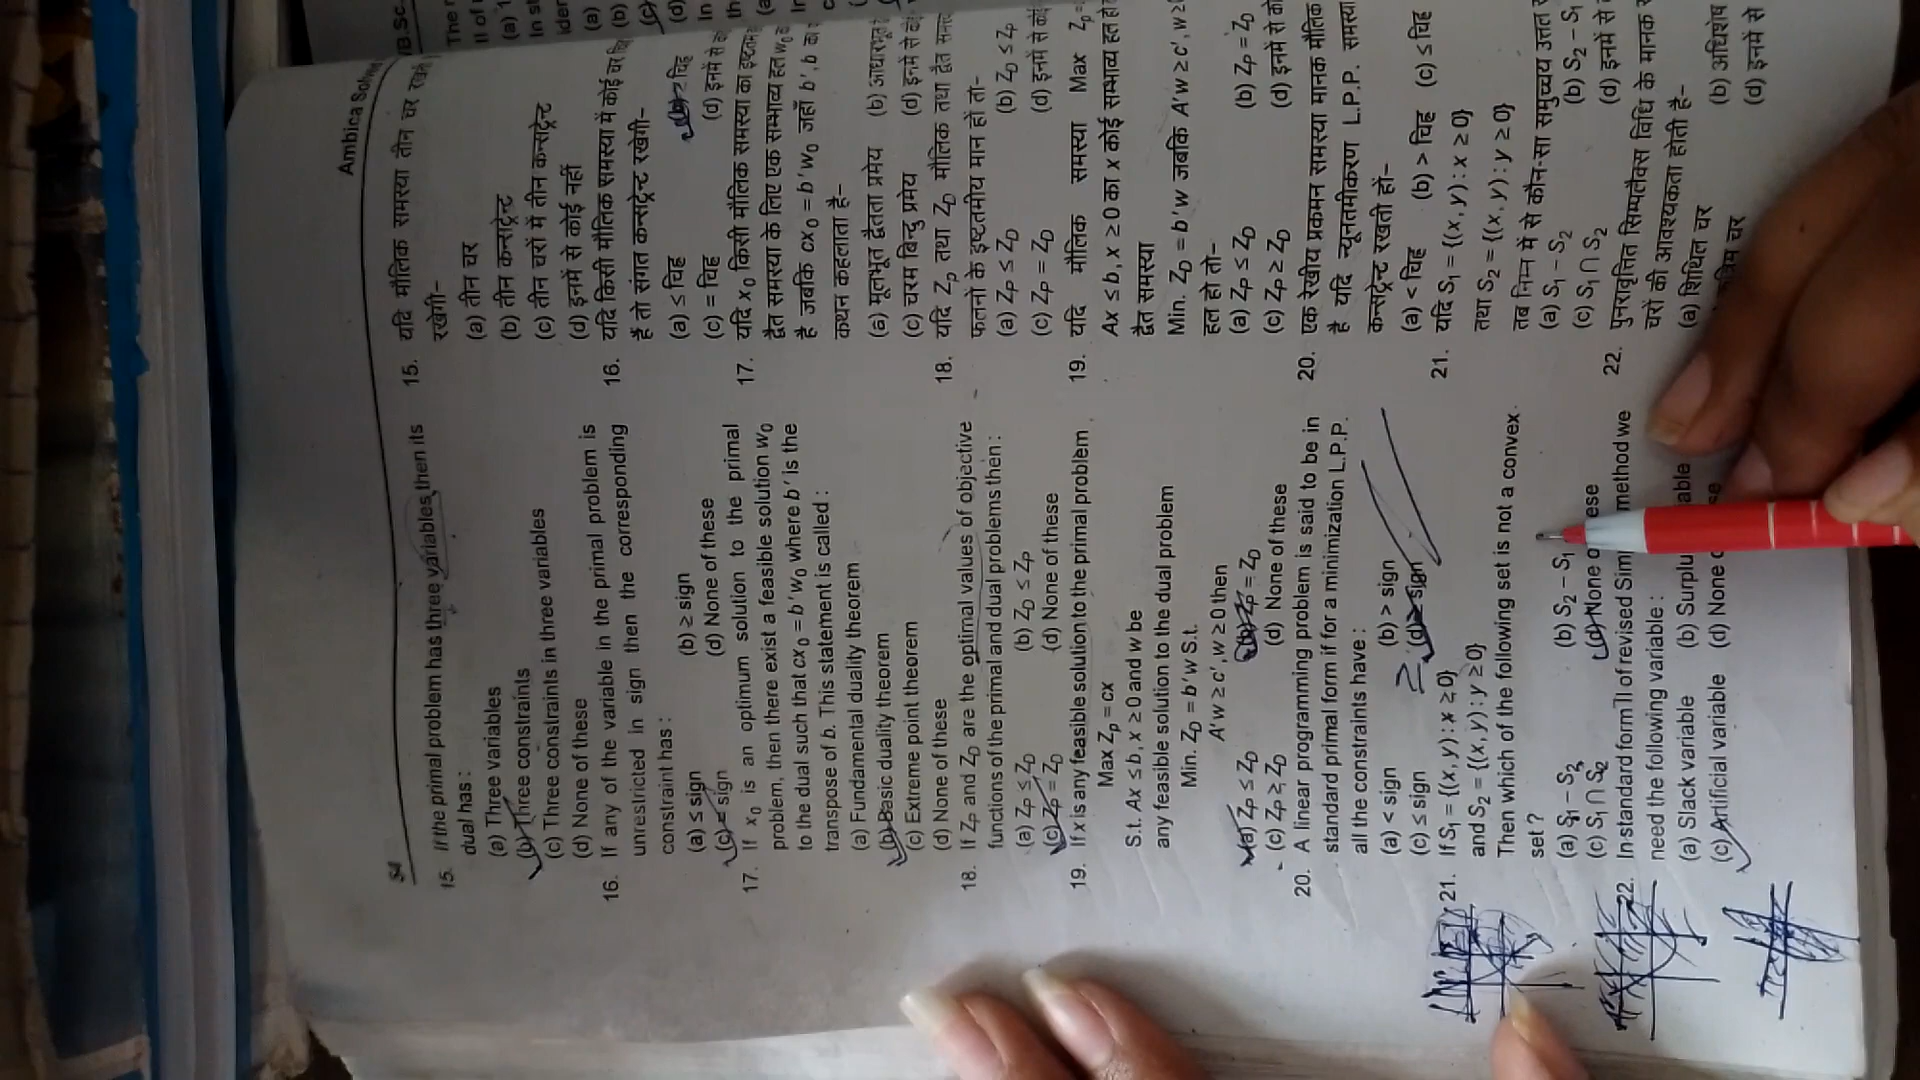 54
Ambica Solved
15. If the primal problem has three variables then its
dual has :
(a) Three variables
(b) Three constraints
(c) Three constraints in three variables
(d) None of these
16. If any of the variable in the primal problem is
unrestricted in sign then the corresponding
constraint has :
(a) ≤ sign (b) ≥ sign
(c) = sign (d) None of these
17. If x₀ is an optimum solution to the primal
problem, then there exist a feasible solution w₀
to the dual such that cx₀ = b′w₀ where b′ is the
transpose of b. This statement is called :
(a) Fundamental duality theorem
(b) Basic duality theorem
(c) Extreme point theorem
(d) None of these
18. If Z_P and Z_D are the optimal values of objective
functions of the primal and dual problems then :
(a) Z_P ≤ Z_D (b) Z_D ≤ Z_P
(c) Z_P = Z_D (d) None of these
19. If x is any feasible solution to the primal problem
Max Z_P = cx
S.t. Ax ≤ b, x ≥ 0 and w be
any feasible solution to the dual problem
Min. Z_D = b′w S.t.
A′w ≥ c′, w ≥ 0 then
(a) Z_P ≤ Z_D (b) Z_P = Z_D
(c) Z_P ≥ Z_D (d) None of these
20. A linear programming problem is said to be in
standard primal form if for a minimization L.P.P.
all the constraints have :
(a) < sign (b) > sign
(c) ≤ sign (d) ≥ sign
≥
21. If S₁ = {(x, y) : x ≥ 0}
and S₂ = {(x, y) : y ≥ 0}
Then which of the following set is not a convex
set ?
(a) S₁ – S₂ (b) S₂ – S₁
(c) S₁ ∩ S₂ (d) None of these
22. In standard form II of revised method we
need the following variable :
(a) Slack variable (b)
(c) Artificial variable (d) None
15. यदि मौलिक समस्या तीन चर
रखेगी–
(a) तीन चर
(b) तीन कन्सट्रेन्ट
(c) तीन चरों में तीन कन्सट्रेन्ट
(d) इनमें से कोई नहीं
16. यदि किसी मौलिक समस्या में कोई चर
है तो संगत कन्सट्रेन्ट रखेगी–
(a) ≤ चिह्न (b) ≥ चिह्न
(c) = चिह्न (d) इनमें से
17. यदि x₀ किसी मौलिक समस्या का
द्वैत समस्या के लिए एक सम्भाव्य हल w₀
है जबकि cx₀ = b′w₀ जहाँ b′, b का
कथन कहलाता है–
(a) मूलभूत द्वैतता प्रमेय (b)
(c) चरम बिन्दु प्रमेय (d) इनमें से
18. यदि Z_P तथा Z_D मौलिक तथा द्वैत
फलनों के इष्टतमीय मान हों तो–
(a) Z_P ≤ Z_D (b) Z_D ≤ Z_P
(c) Z_P = Z_D (d) इनमें से
19. यदि मौलिक समस्या Max Z_P
Ax ≤ b, x ≥ 0 का x कोई सम्भाव्य हल
द्वैत समस्या
Min. Z_D = b′w जबकि A′w ≥ c′, w ≥
हल हो तो–
(a) Z_P ≤ Z_D (b) Z_P = Z_D
(c) Z_P ≥ Z_D (d) इनमें से
20. एक रेखीय प्रक्रमन समस्या मानक मौलिक
है यदि न्यूनतमीकरण L.P.P. समस्या
कन्सट्रेन्ट रखती हों–
(a) < चिह्न (b) > चिह्न (c) ≤ चिह्न
21. यदि S₁ = {(x, y) : x ≥ 0}
तथा S₂ = {(x, y) : y ≥ 0}
तब निम्न में से कौन-सा समुच्चय
(a) S₁ – S₂ (b) S₂ – S₁
(c) S₁ ∩ S₂ (d) इनमें से
22. पुनरावृत्तित सिम्पलैक्स विधि के मानक
चरों की आवश्यकता होती है–
(a) शिथिल चर (b) अधिशेष
चर (d) इनमें से